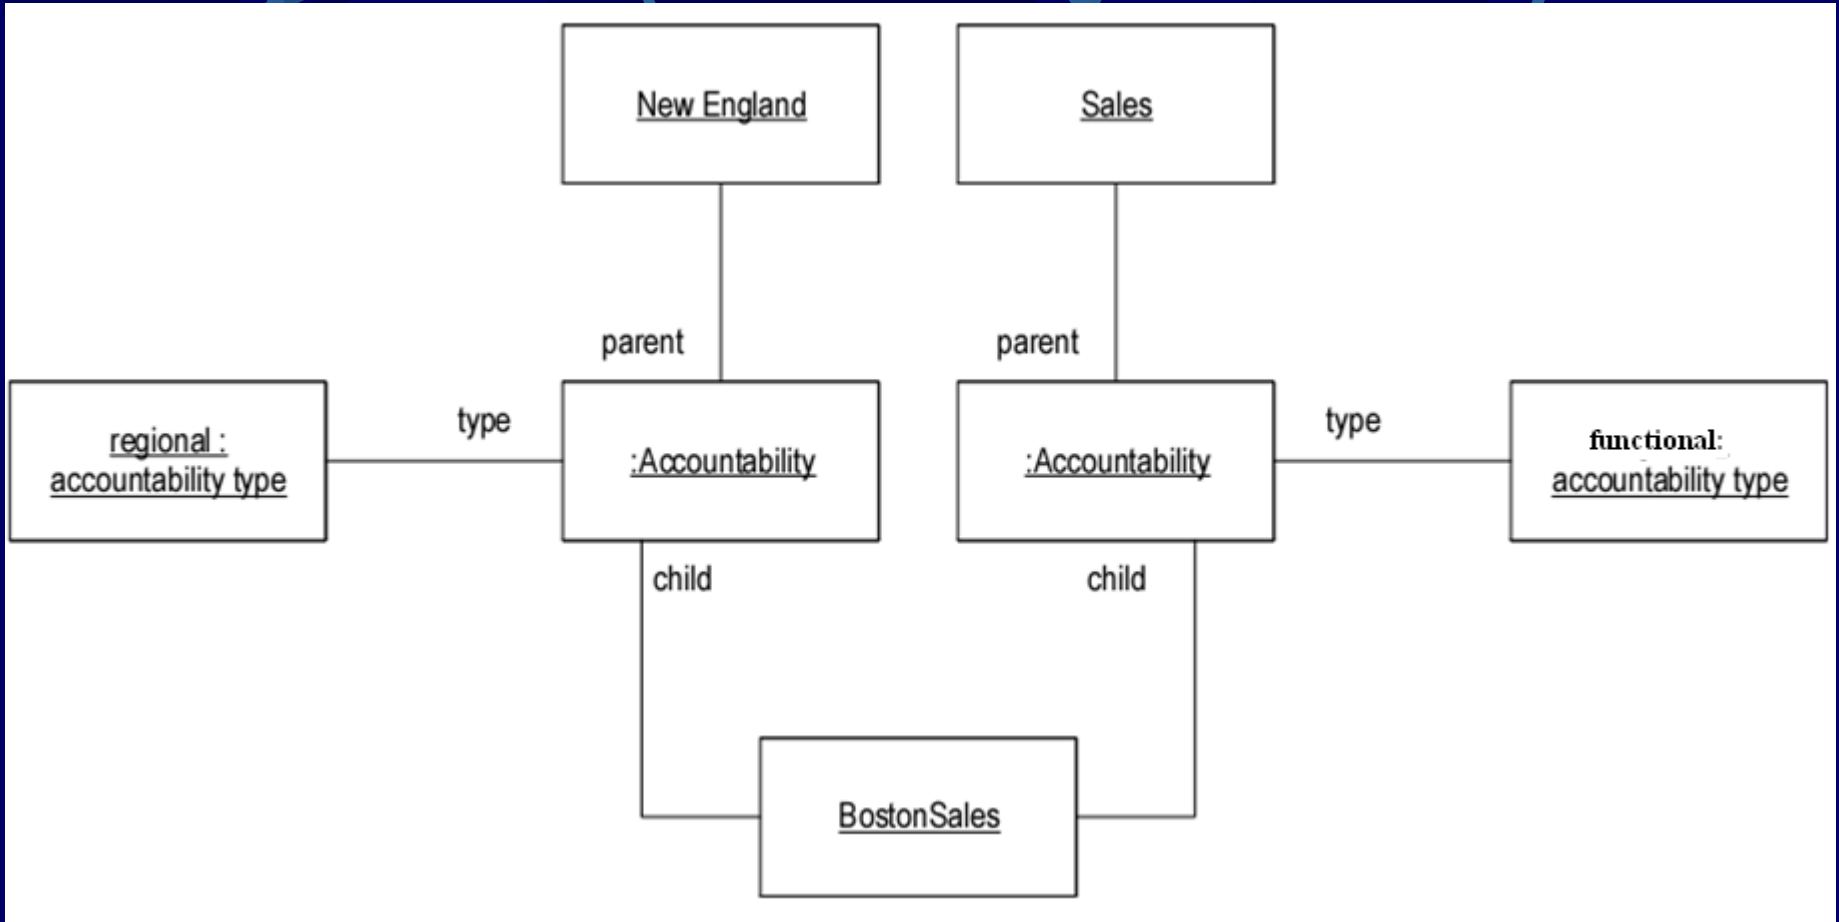 New England
Sales
parent
parent
regional :
accountability type
type
:Accountability
:Accountability
type
functional:
accountability type
child
child
BostonSales